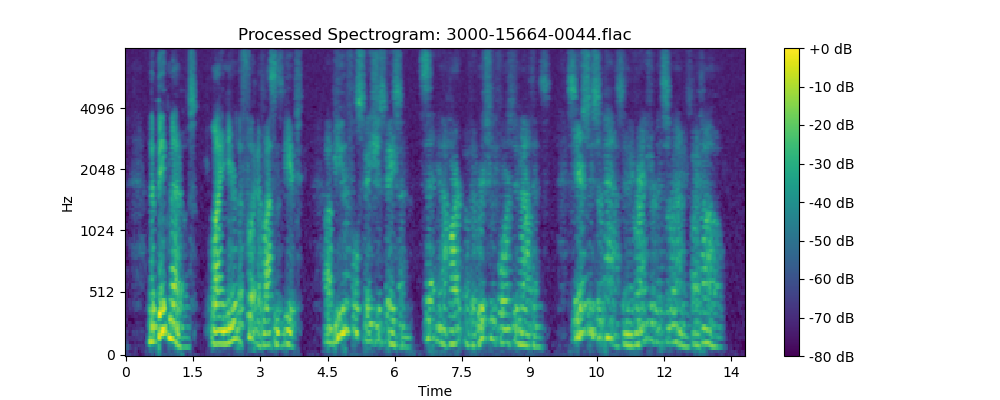 Processed Spectrogram: 3000-15664-0044.flac
Hz
4096
2048
1024
512
0
0 1.5 3 4.5 6 7.5 9 10 12 14
Time
+0 dB
-10 dB
-20 dB
-30 dB
-40 dB
-50 dB
-60 dB
-70 dB
-80 dB